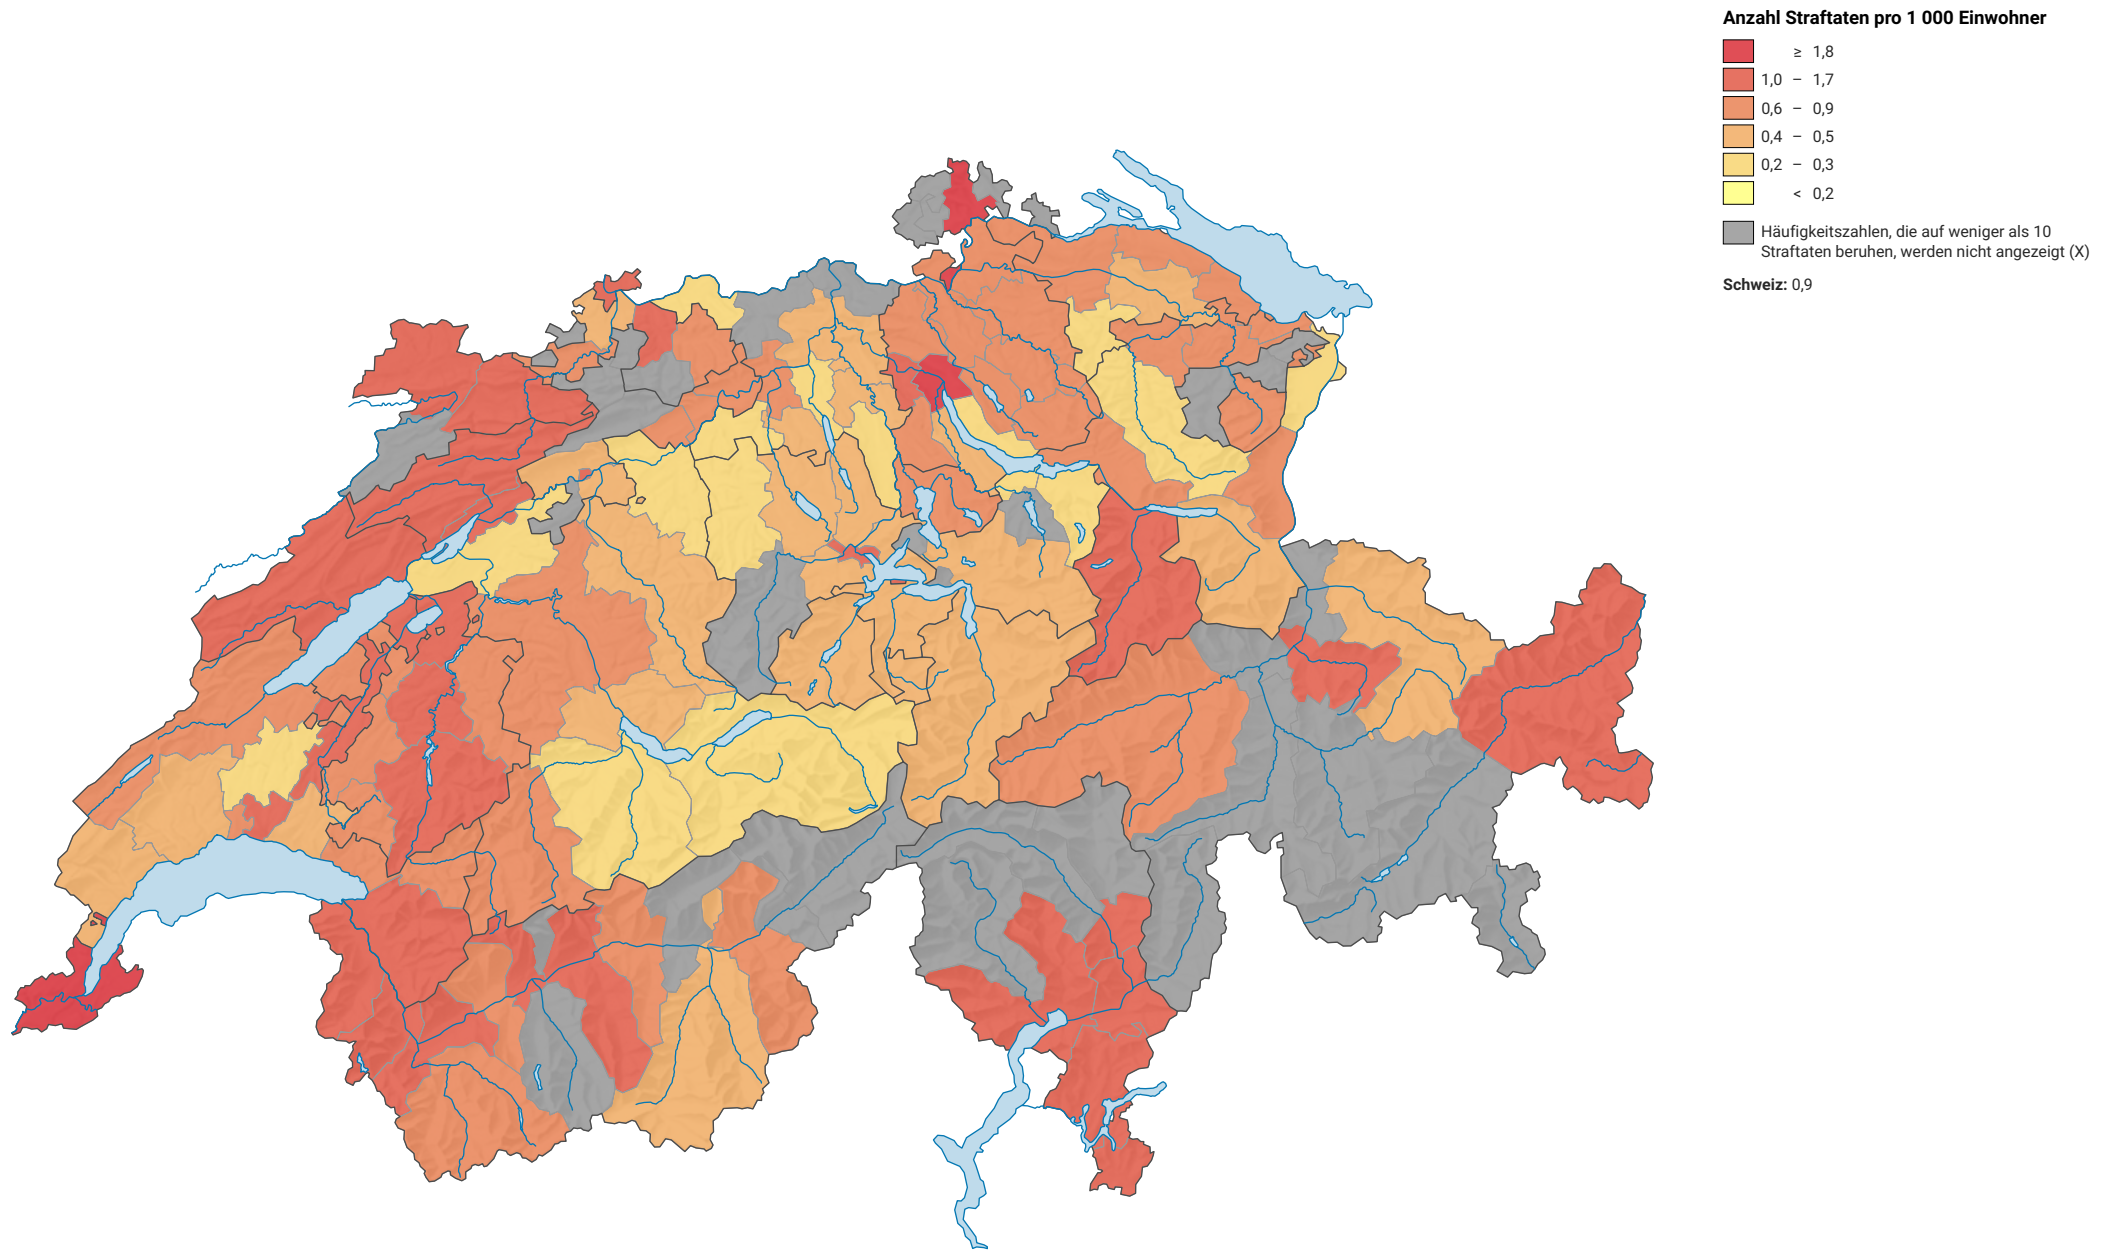 Anzahl Straftaten pro 1 000 Einwohner
≥ 1,8
1,0 – 1,7
0,6 – 0,9
0,4 – 0,5
0,2 – 0,3
< 0,2
Häufigkeitszahlen, die auf weniger als 10
Straftaten beruhen, werden nicht angezeigt (X)
Schweiz: 0,9